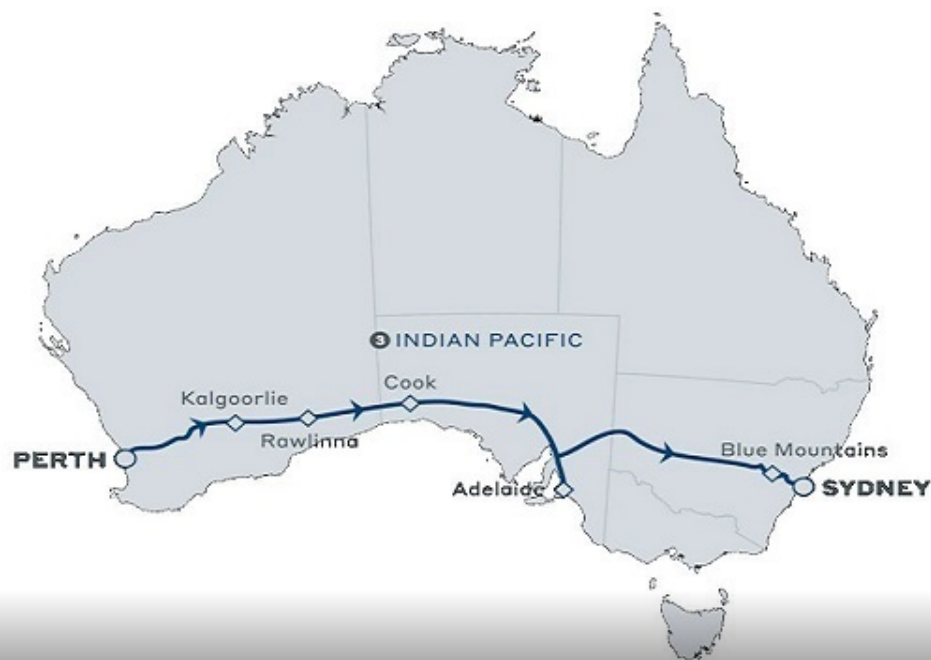 3 INDIAN PACIFIC
Cook
Kalgoorlie
Rawlinna
PERTH
Blue Mountains
Adelaide
SYDNEY